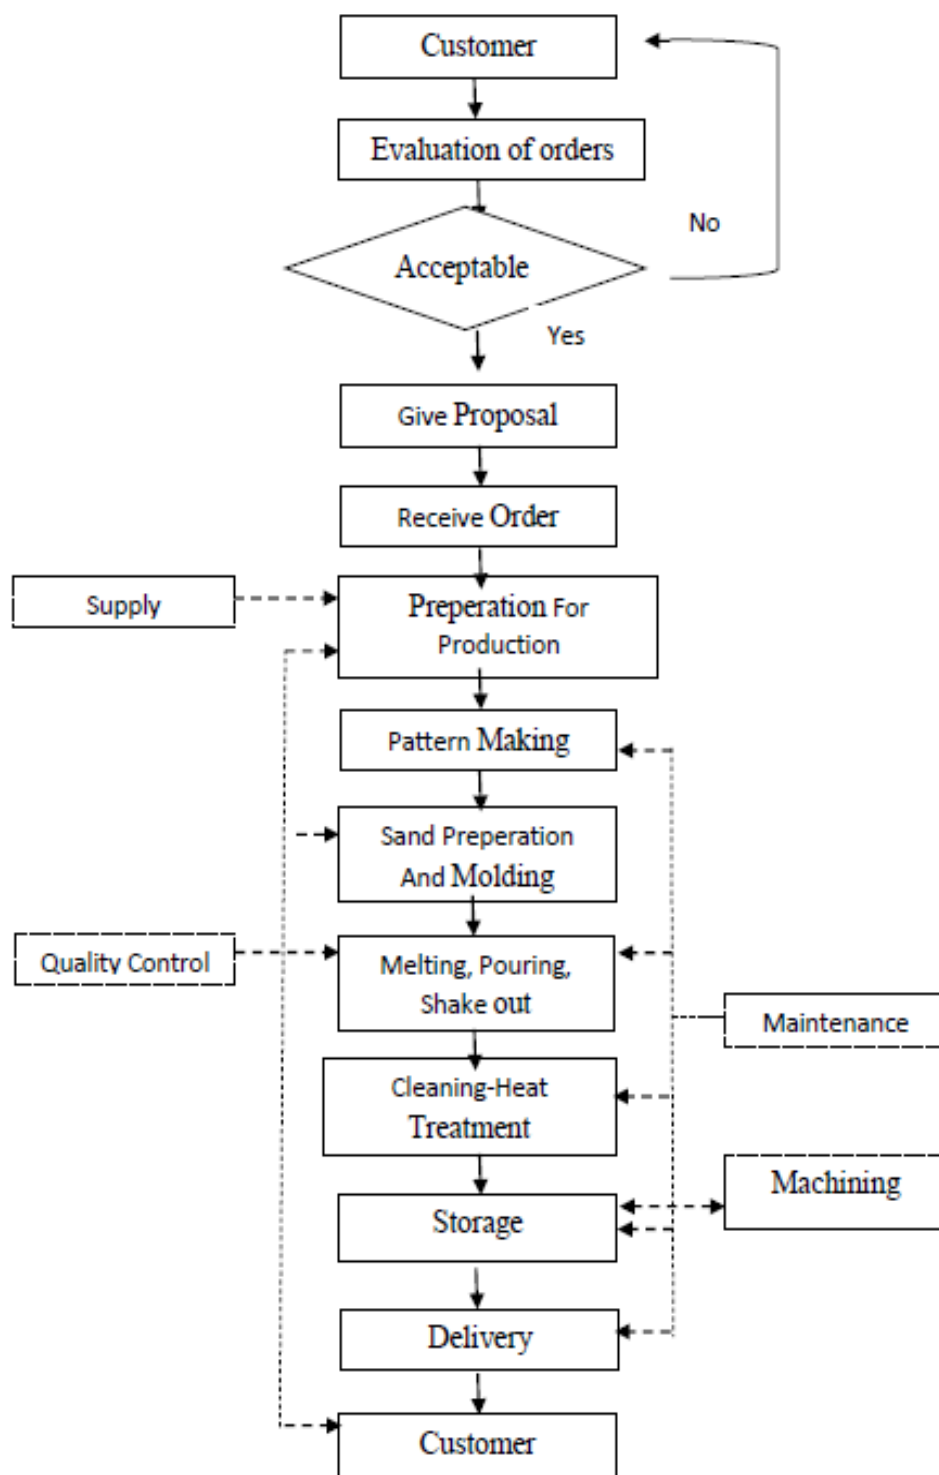 Customer
Evaluation of orders
No
Acceptable
Yes
Give Proposal
Receive Order
Supply
Preperation For
Production
Pattern Making
Sand Preperation
And Molding
Quality Control
Melting, Pouring,
Shake out
Maintenance
Cleaning-Heat
Treatment
Machining
Storage
Delivery
Customer